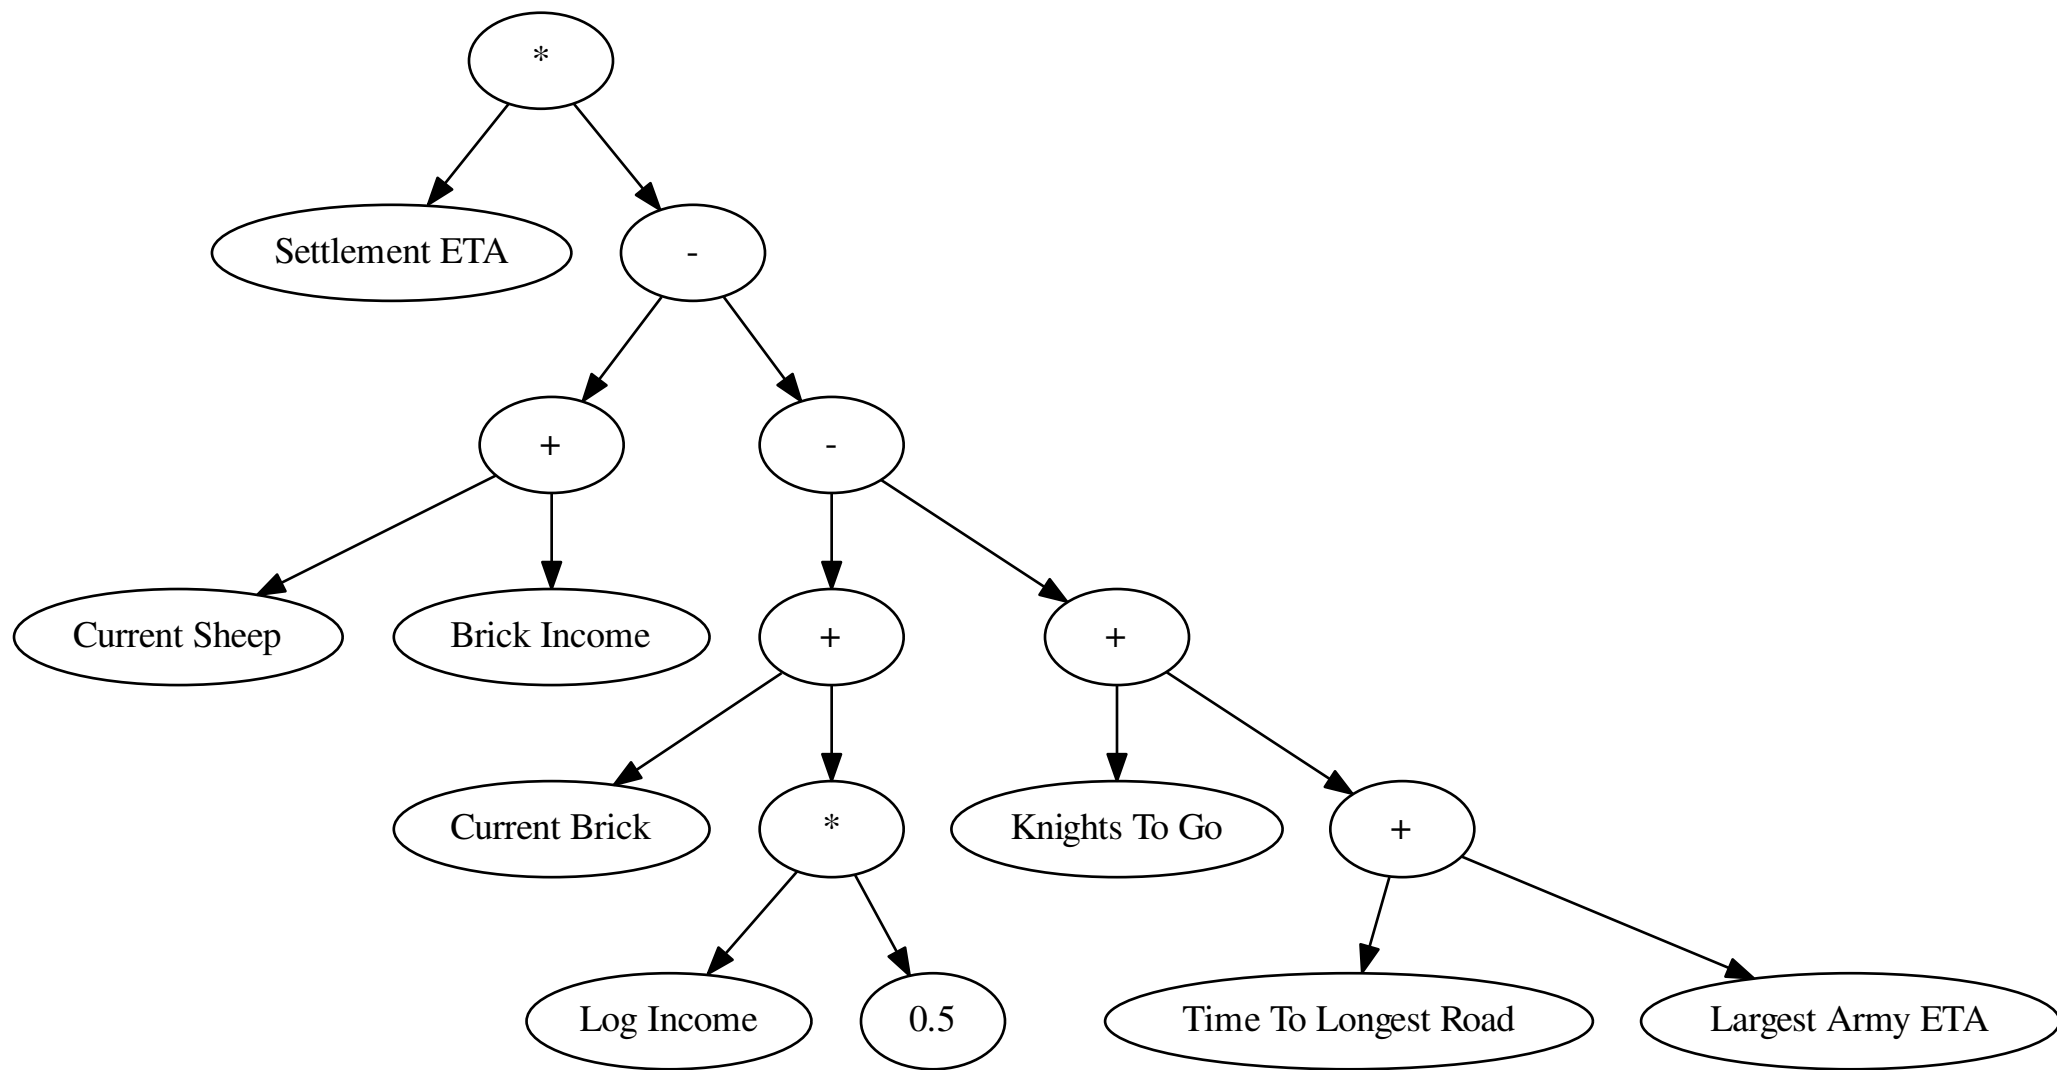 *
Settlement ETA
-
+
-
Current Sheep
Brick Income
+
+
Current Brick
*
Knights To Go
+
Log Income
0.5
Time To Longest Road
Largest Army ETA